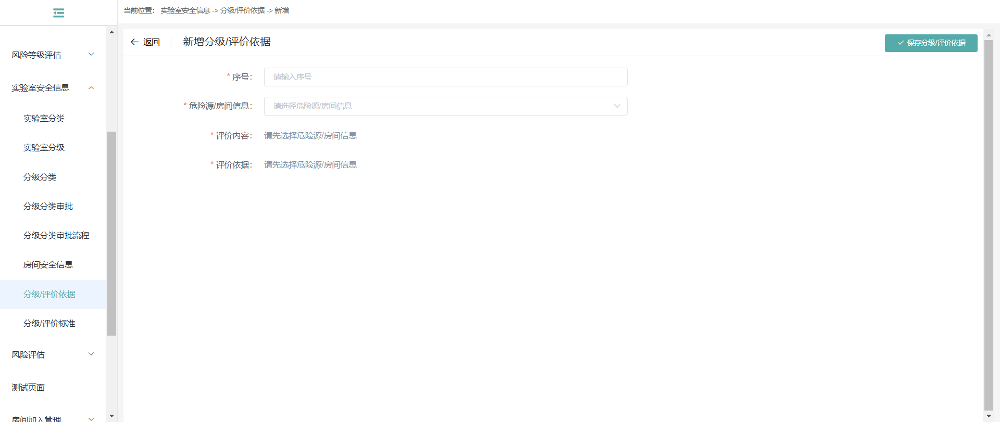 当前位置： 实验室安全信息 -> 分级/评价依据 -> 新增
风险等级评估
实验室安全信息
实验室分类
实验室分级
分级分类
分级分类审批
分级分类审批流程
房间安全信息
分级/评价依据
分级/评价标准
风险评估
测试页面
房间加入管理
返回
新增分级/评价依据
保存分级/评价依据
* 序号： 请输入序号
* 危险源/房间信息： 请选择危险源/房间信息
* 评价内容： 请先选择危险源/房间信息
* 评价依据： 请先选择危险源/房间信息